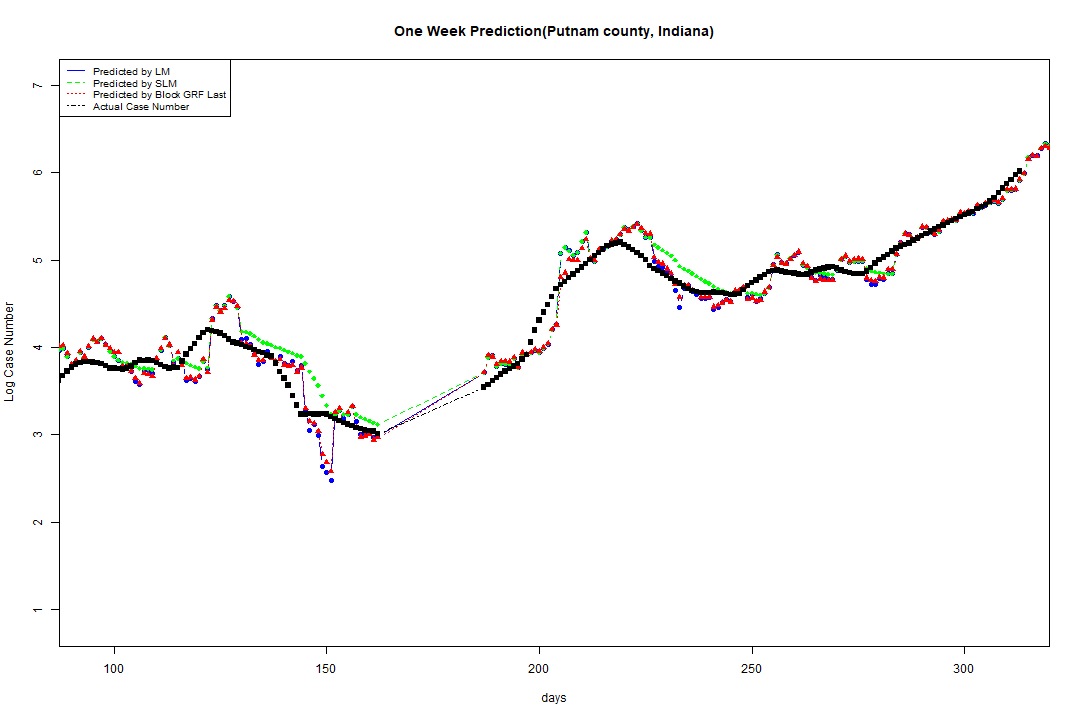 One Week Prediction(Putnam county, Indiana)
Predicted by LM
Predicted by SLM
Predicted by Block GRF Last
Actual Case Number
7
6
5
4
3
2
1
Log Case Number
100 150 200 250 300
days